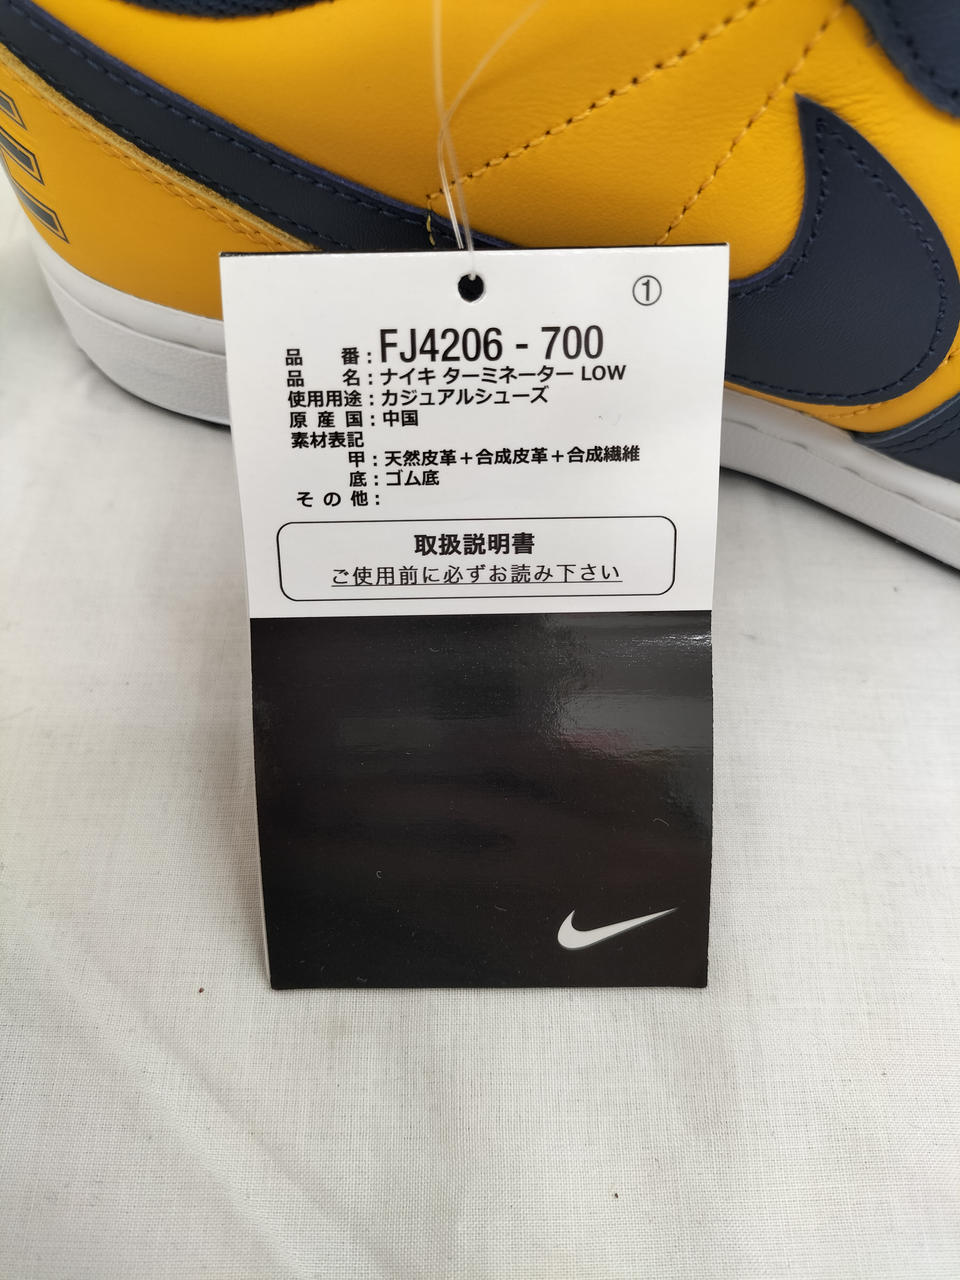 ①
品 番：FJ4206 - 700
品 名：ナイキ ターミネーター LOW
使用用途：カジュアルシューズ
原 産 国：中国
素材表記
甲：天然皮革＋合成皮革＋合成繊維
底：ゴム底
そ の 他：
取扱説明書
ご使用前に必ずお読み下さい